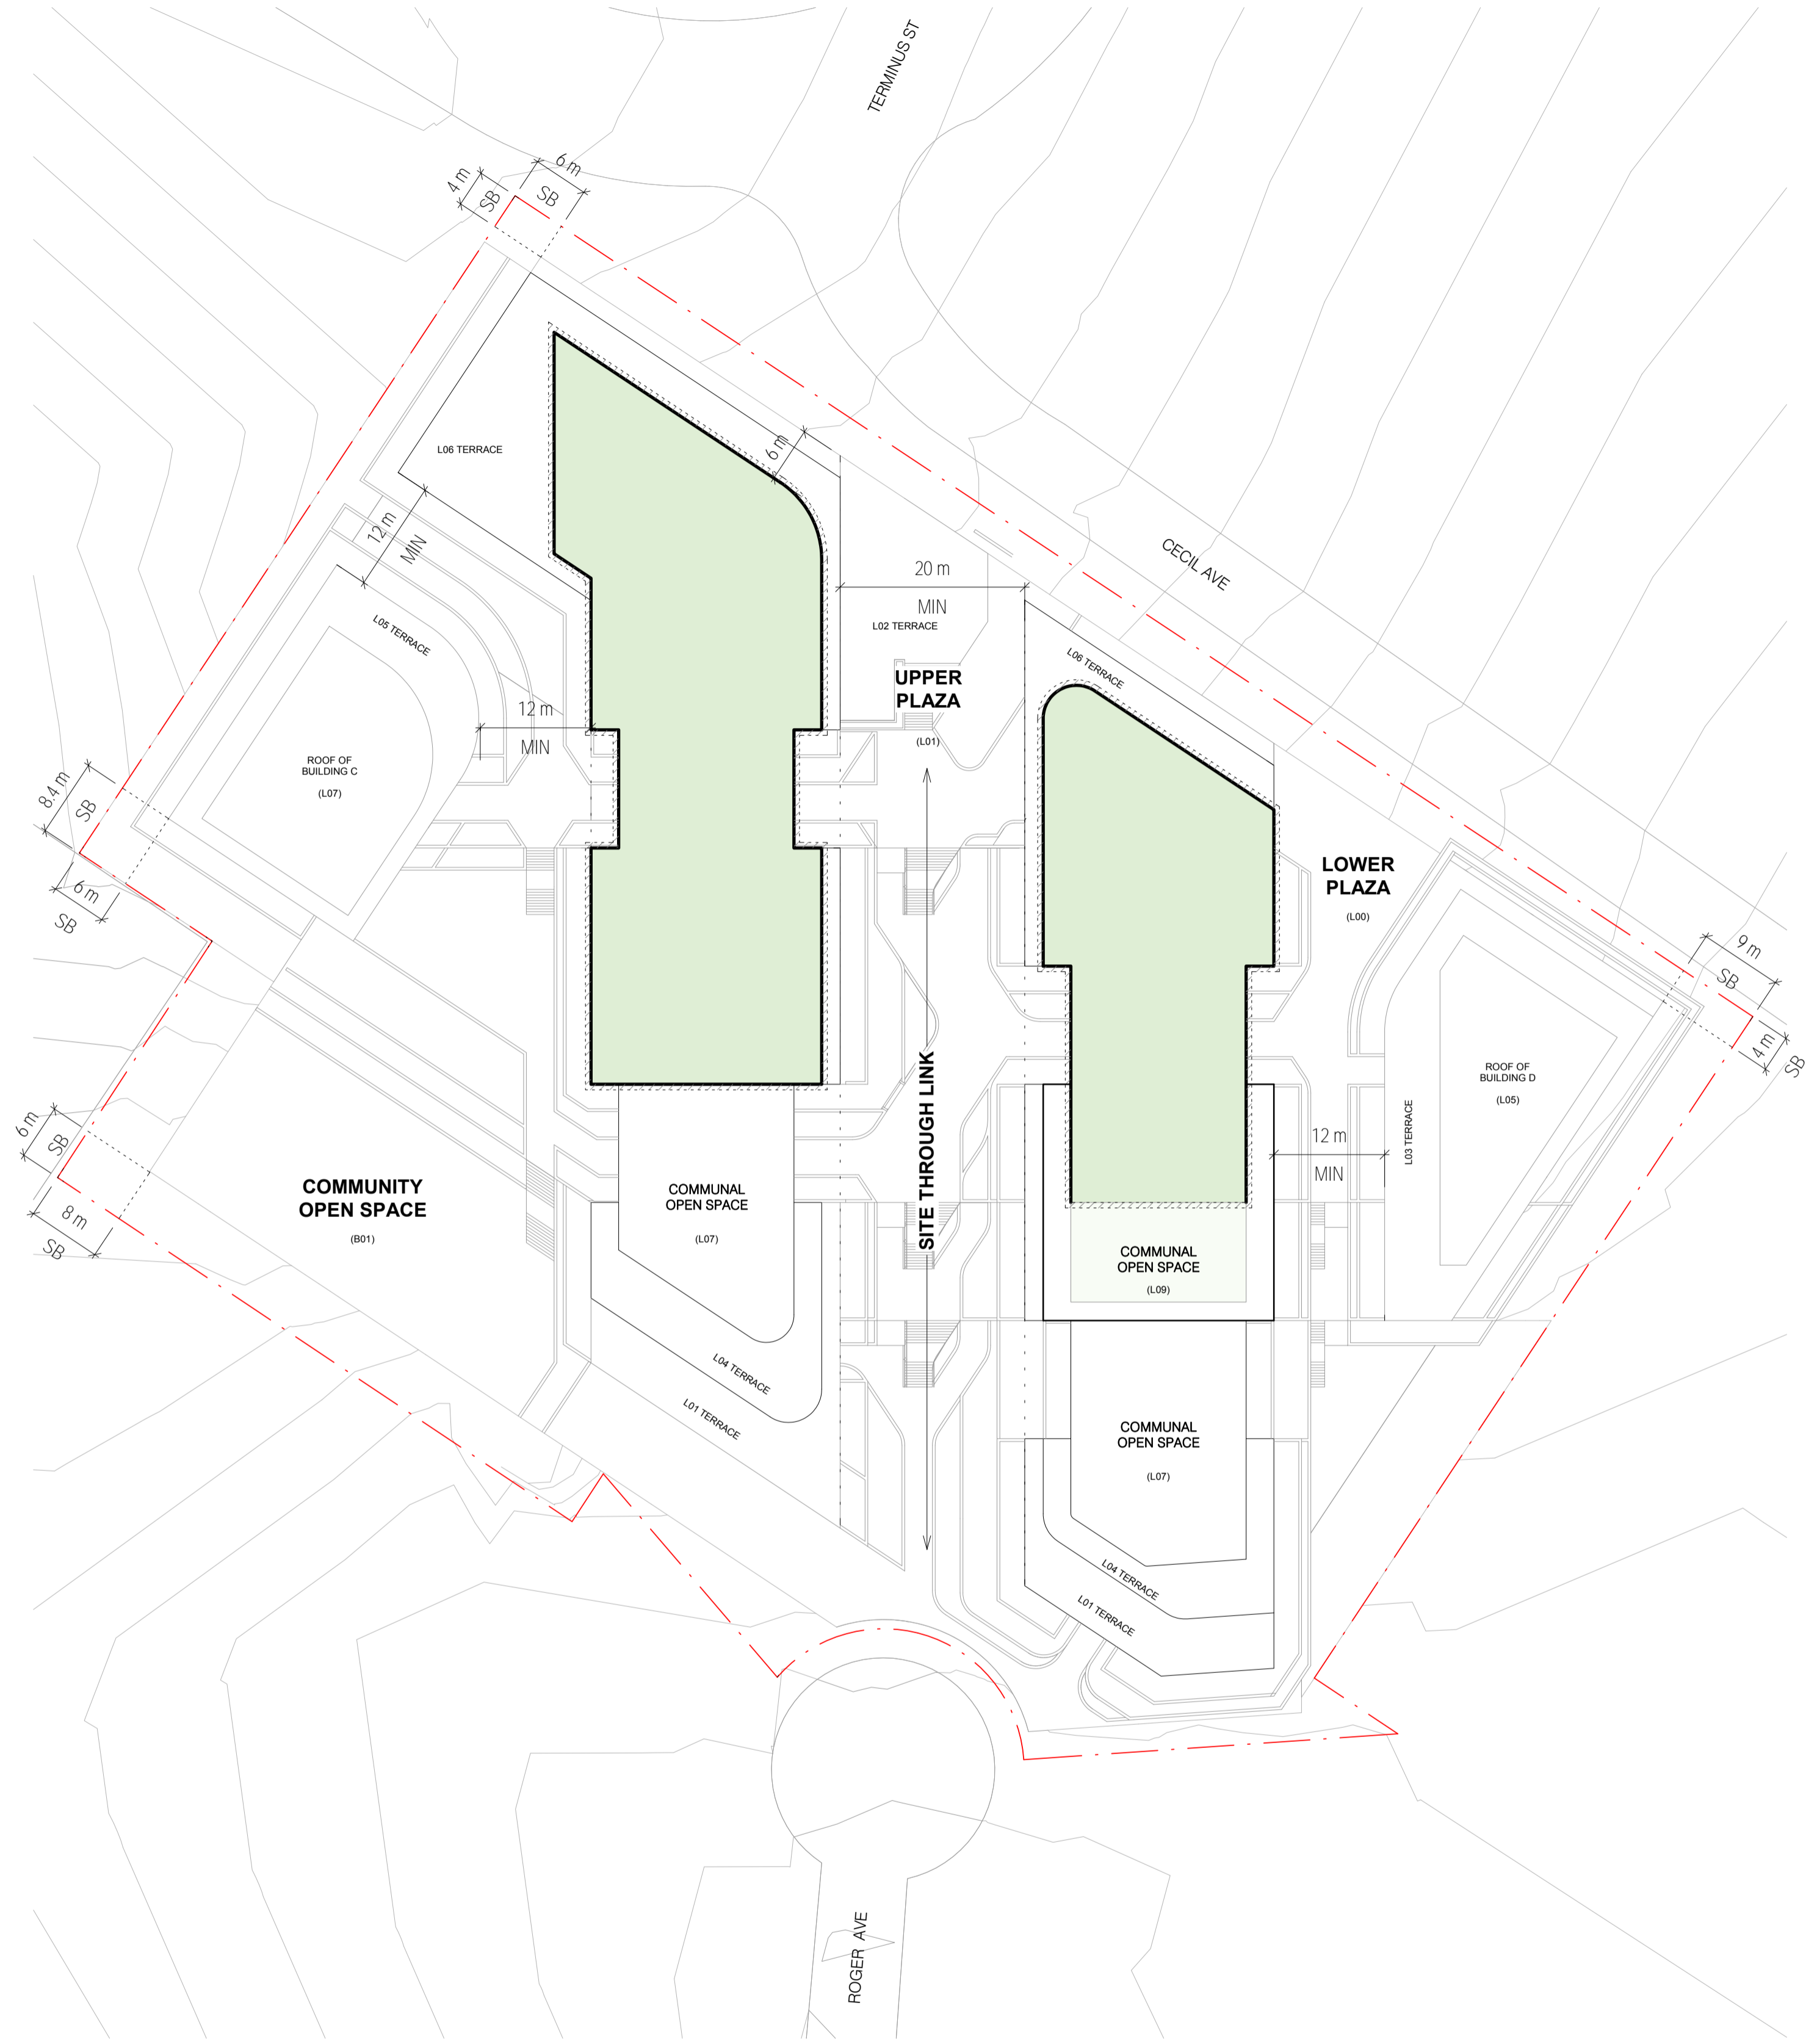 TERMINUS ST
6 m
SB
4 m
SB
L06 TERRACE
6 m
12 m
MIN
CECIL AVE
20 m
MIN
L02 TERRACE
L05 TERRACE
L06 TERRACE
UPPER
PLAZA
(L01)
12 m
MIN
ROOF OF
BUILDING C
(L07)
8.4 m
SB
6 m
SB
LOWER
PLAZA
(L00)
9 m
SB
4 m
SB
ROOF OF
BUILDING D
(L05)
L03 TERRACE
12 m
MIN
SITE THROUGH LINK
6 m
SB
8 m
SB
COMMUNITY
OPEN SPACE
(B01)
COMMUNAL
OPEN SPACE
(L07)
COMMUNAL
OPEN SPACE
(L09)
L04 TERRACE
L01 TERRACE
COMMUNAL
OPEN SPACE
(L07)
L04 TERRACE
L01 TERRACE
ROGER AVE